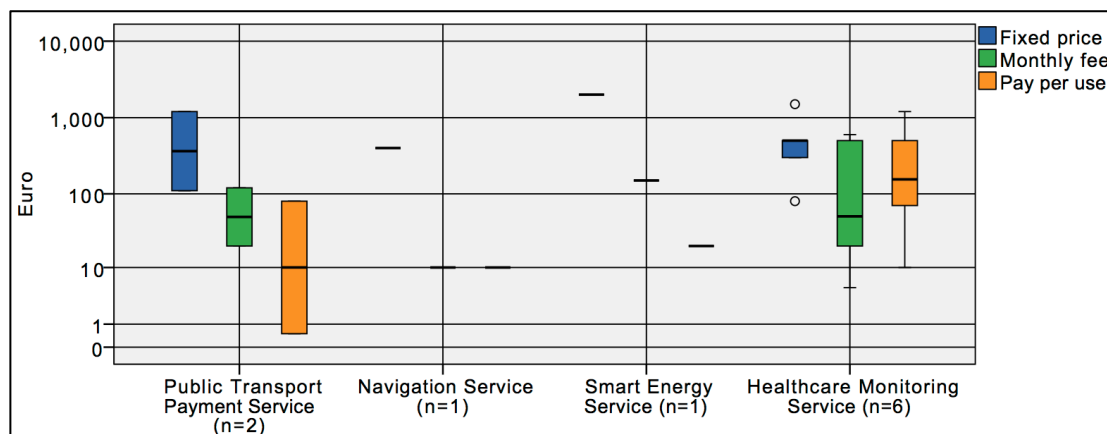 10,000
1,000
100
10
1
0
Euro
Fixed price
Monthly fee
Pay per use
Public Transport
Payment Service
(n=2)
Navigation Service
(n=1)
Smart Energy
Service (n=1)
Healthcare Monitoring
Service (n=6)